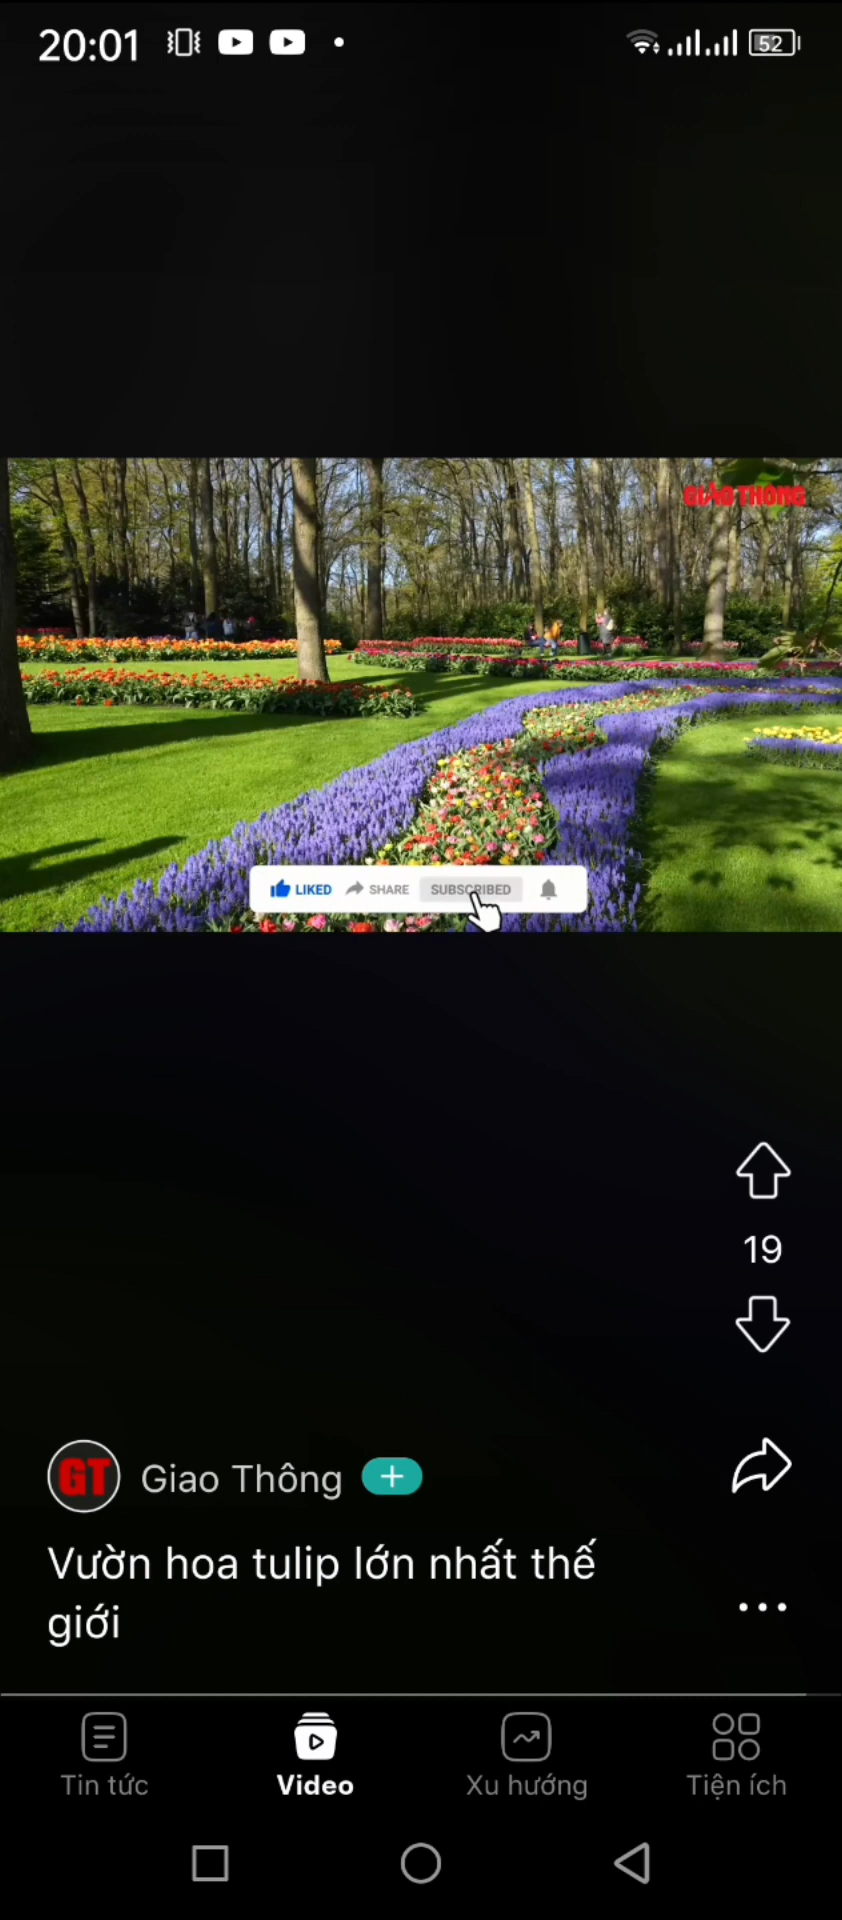 20:01
52
GIAO THÔNG
LIKED SHARE SUBSCRIBED
19
GT Giao Thông
Vườn hoa tulip lớn nhất thế
giới
Tin tức Video Xu hướng Tiện ích